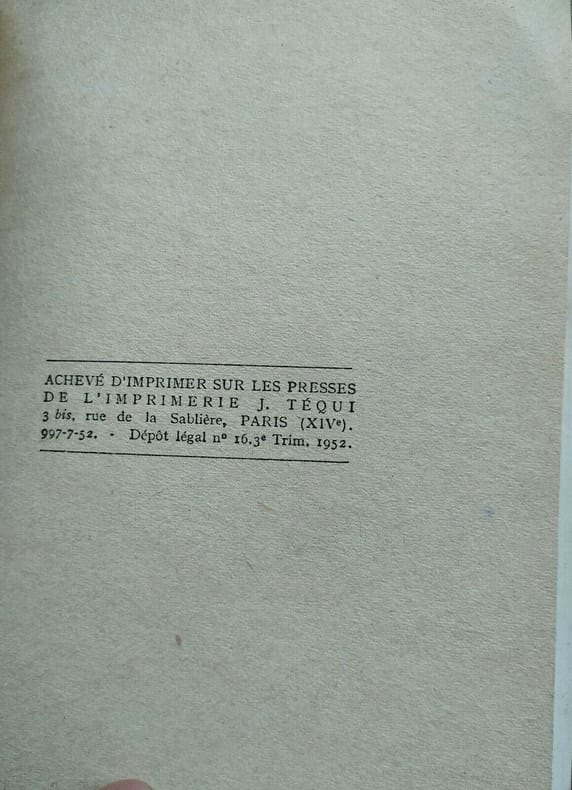 ACHEVÉ D'IMPRIMER SUR LES PRESSES
DE L'IMPRIMERIE J. TÉQUI
3 bis, rue de la Sablière, PARIS (XIVe).
997-7-52. - Dépôt légal no 16.3e Trim. 1952.